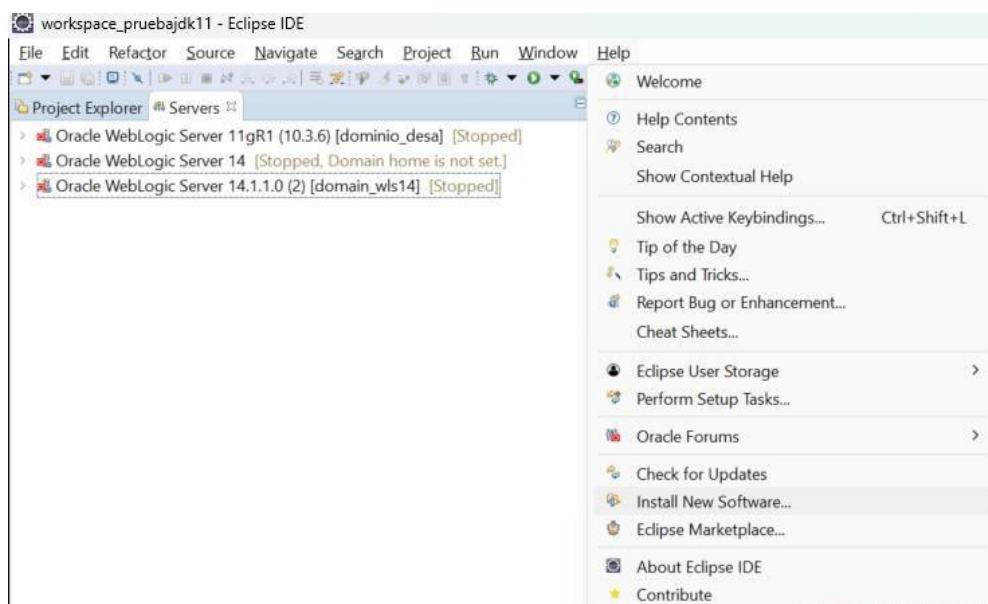 workspace_pruebajdk11 - Eclipse IDE
File Edit Refactor Source Navigate Search Project Run Window Help
Project Explorer Servers
Oracle WebLogic Server 11gR1 (10.3.6) [dominio_desa] [Stopped]
Oracle WebLogic Server 14 [Stopped, Domain home is not set.]
Oracle WebLogic Server 14.1.1.0 (2) [domain_wls14] [Stopped]
Welcome
Help Contents
Search
Show Contextual Help
Show Active Keybindings... Ctrl+Shift+L
Tip of the Day
Tips and Tricks...
Report Bug or Enhancement...
Cheat Sheets...
Eclipse User Storage
Perform Setup Tasks...
Oracle Forums
Check for Updates
Install New Software...
Eclipse Marketplace...
About Eclipse IDE
Contribute